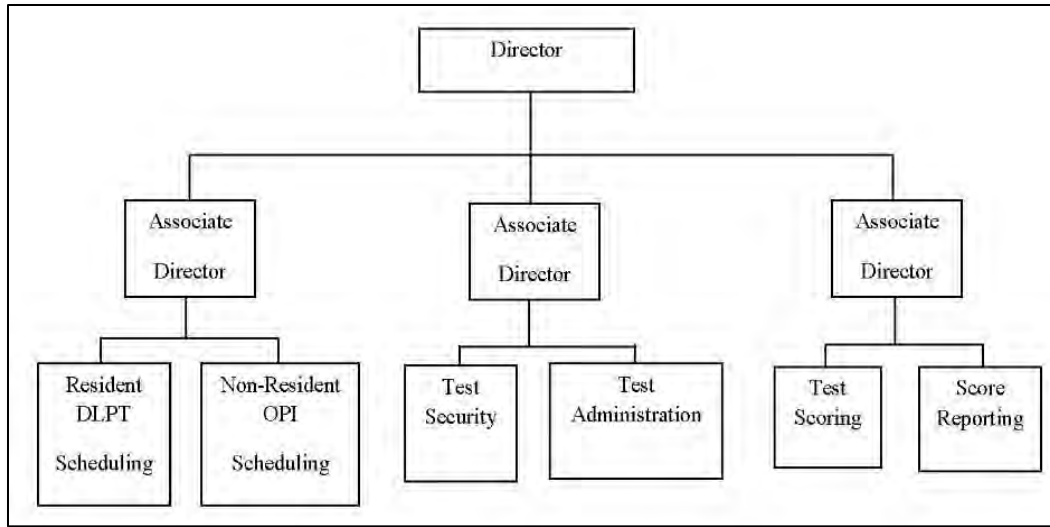 Director
Associate
Director
Associate
Director
Associate
Director
Resident
DLPT
Scheduling
Non-Resident
OPI
Scheduling
Test
Security
Test
Administration
Test
Scoring
Score
Reporting